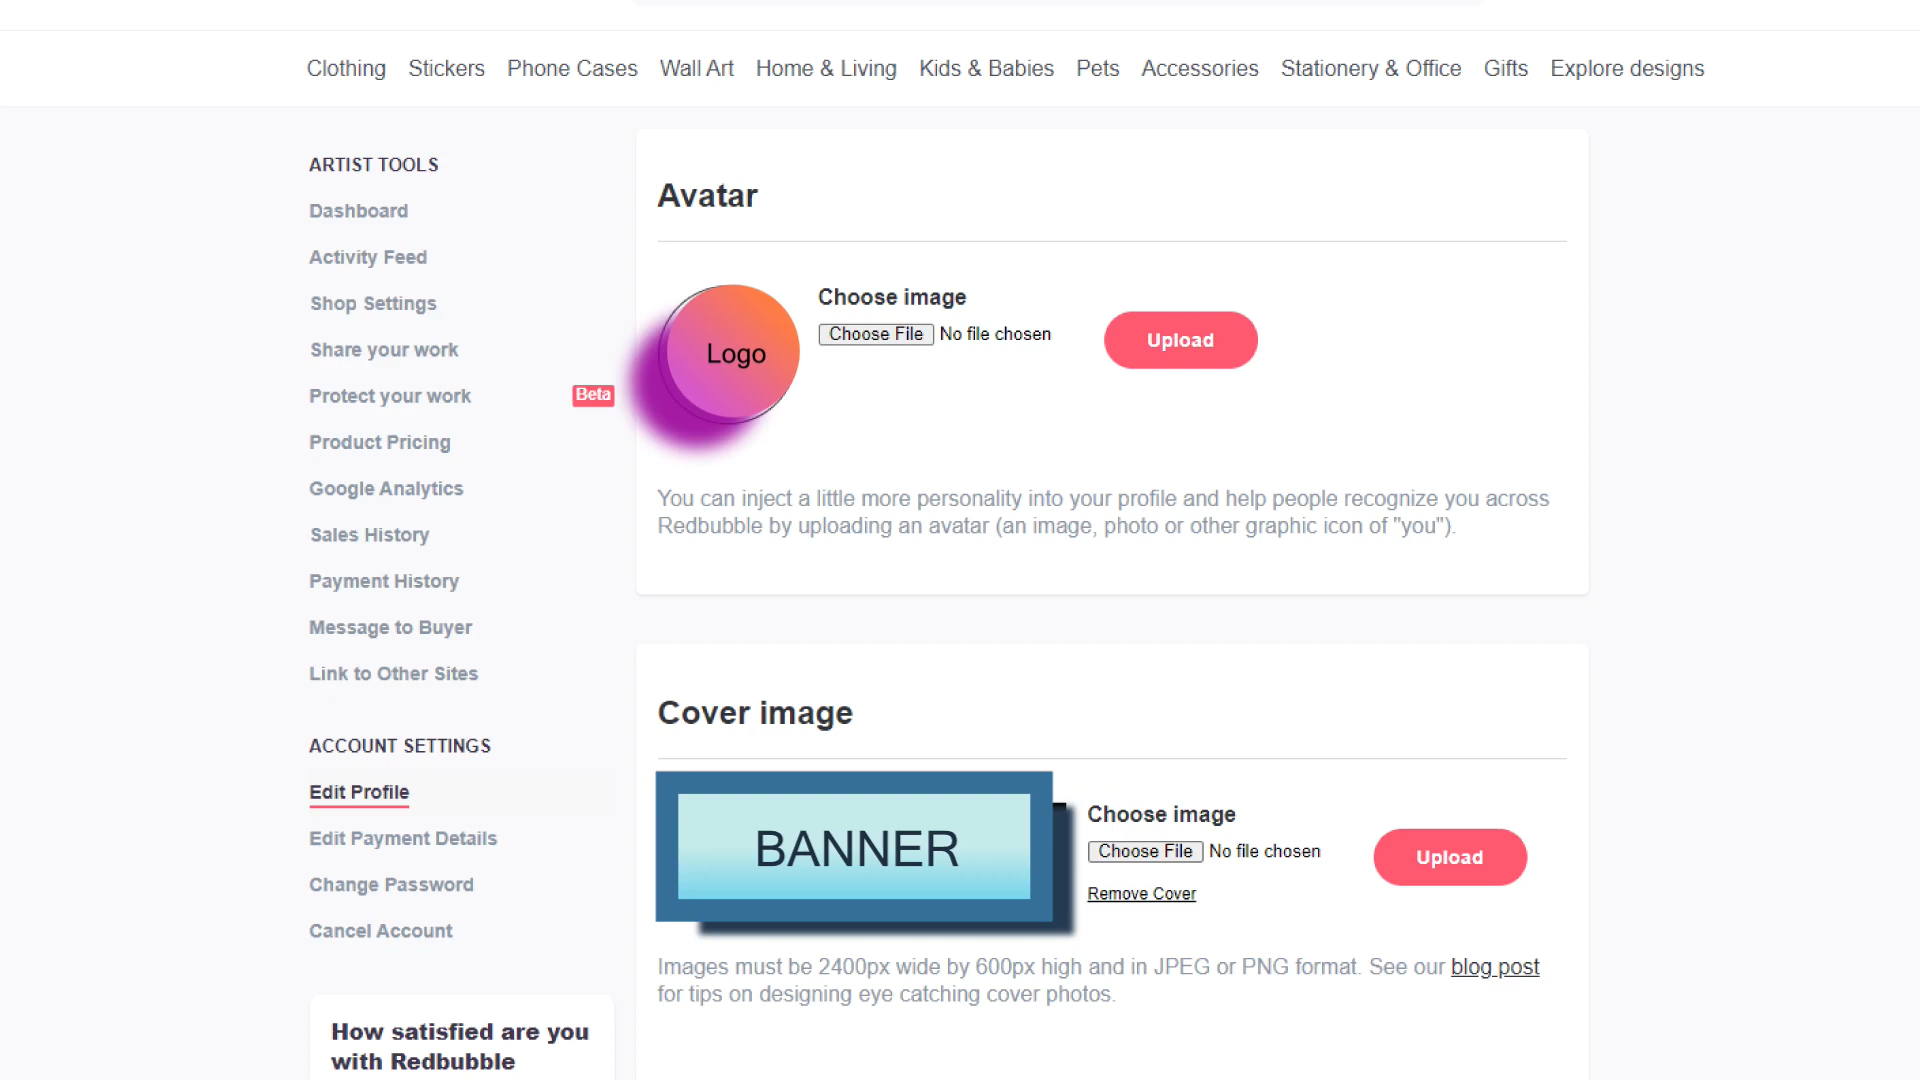 Clothing Stickers Phone Cases Wall Art Home & Living Kids & Babies Pets Accessories Stationery & Office Gifts Explore designs
ARTIST TOOLS
Dashboard
Activity Feed
Shop Settings
Share your work
Protect your work Beta
Product Pricing
Google Analytics
Sales History
Payment History
Message to Buyer
Link to Other Sites
ACCOUNT SETTINGS
Edit Profile
Edit Payment Details
Change Password
Cancel Account
How satisfied are you
with Redbubble
Avatar
Logo
Choose image
Choose File No file chosen
Upload
You can inject a little more personality into your profile and help people recognize you across
Redbubble by uploading an avatar (an image, photo or other graphic icon of "you").
Cover image
BANNER
Choose image
Choose File No file chosen
Remove Cover
Upload
Images must be 2400px wide by 600px high and in JPEG or PNG format. See our blog post
for tips on designing eye catching cover photos.